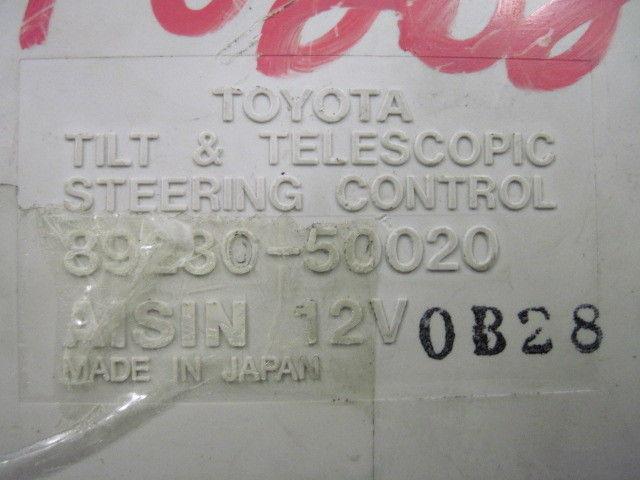 TOYOTA
TILT & TELESCOPIC
STEERING CONTROL
89230-50020
AISIN 12V 0B28
MADE IN JAPAN